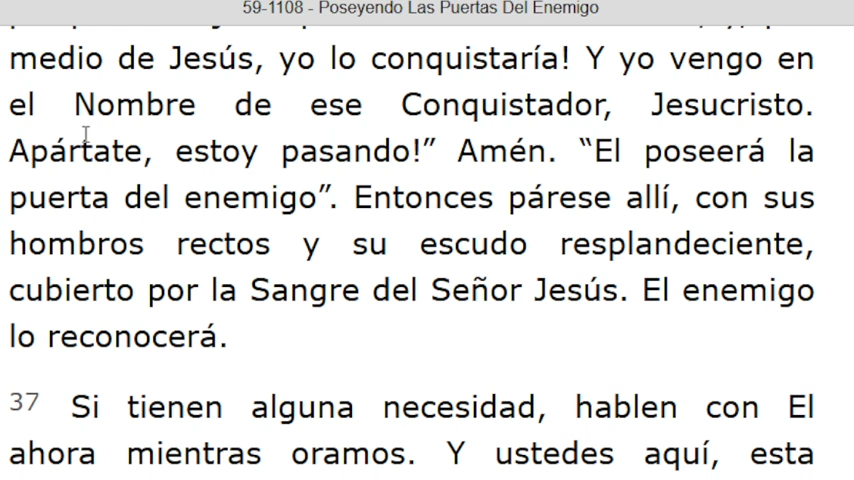 59-1108 - Poseyendo Las Puertas Del Enemigo
medio de Jesús, yo lo conquistaría! Y yo vengo en
el Nombre de ese Conquistador, Jesucristo.
Apártate, estoy pasando!” Amén. “El poseerá la
puerta del enemigo”. Entonces párese allí, con sus
hombros rectos y su escudo resplandeciente,
cubierto por la Sangre del Señor Jesús. El enemigo
lo reconocerá.
37 Si tienen alguna necesidad, hablen con El
ahora mientras oramos. Y ustedes aquí, esta